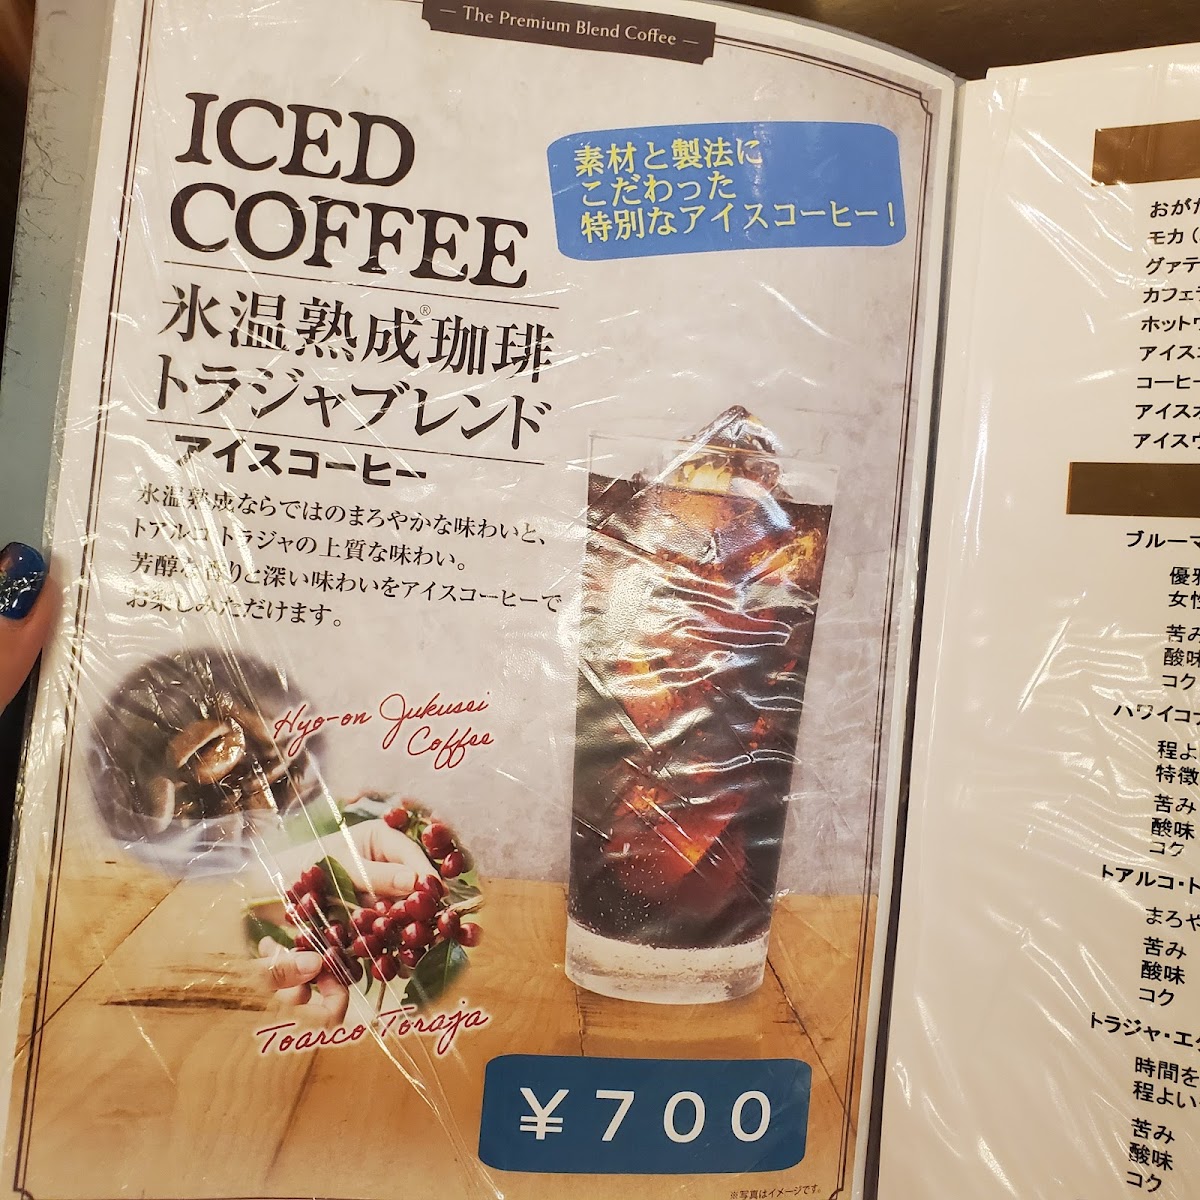 — The Premium Blend Coffee —
ICED
COFFEE
素材と製法に
こだわった
特別なアイスコーヒー!
氷温熟成®珈琲
トラジャブレンド
アイスコーヒー
氷温熟成ならではのまろやかな味わいと、
トアルコ トラジャの上質な味わい。
芳醇な香りと深い味わいをアイスコーヒーで
お楽しみいただけます。
Hyo-on Jukusei
Coffee
Toarco Toraja
¥700
※写真はイメージです。
おがた
モカ(
グァテ
カフェ
ホット
アイス
コーヒー
アイス
アイス
ブルーマ
優雅
女性
苦み
酸味
コク
ハワイコ
程よ
特徴
苦み
酸味
コク
トアルコ・ト
まろや
苦み
酸味
コク
トラジャ・エ
時間を
程よい
苦み
酸味
コク